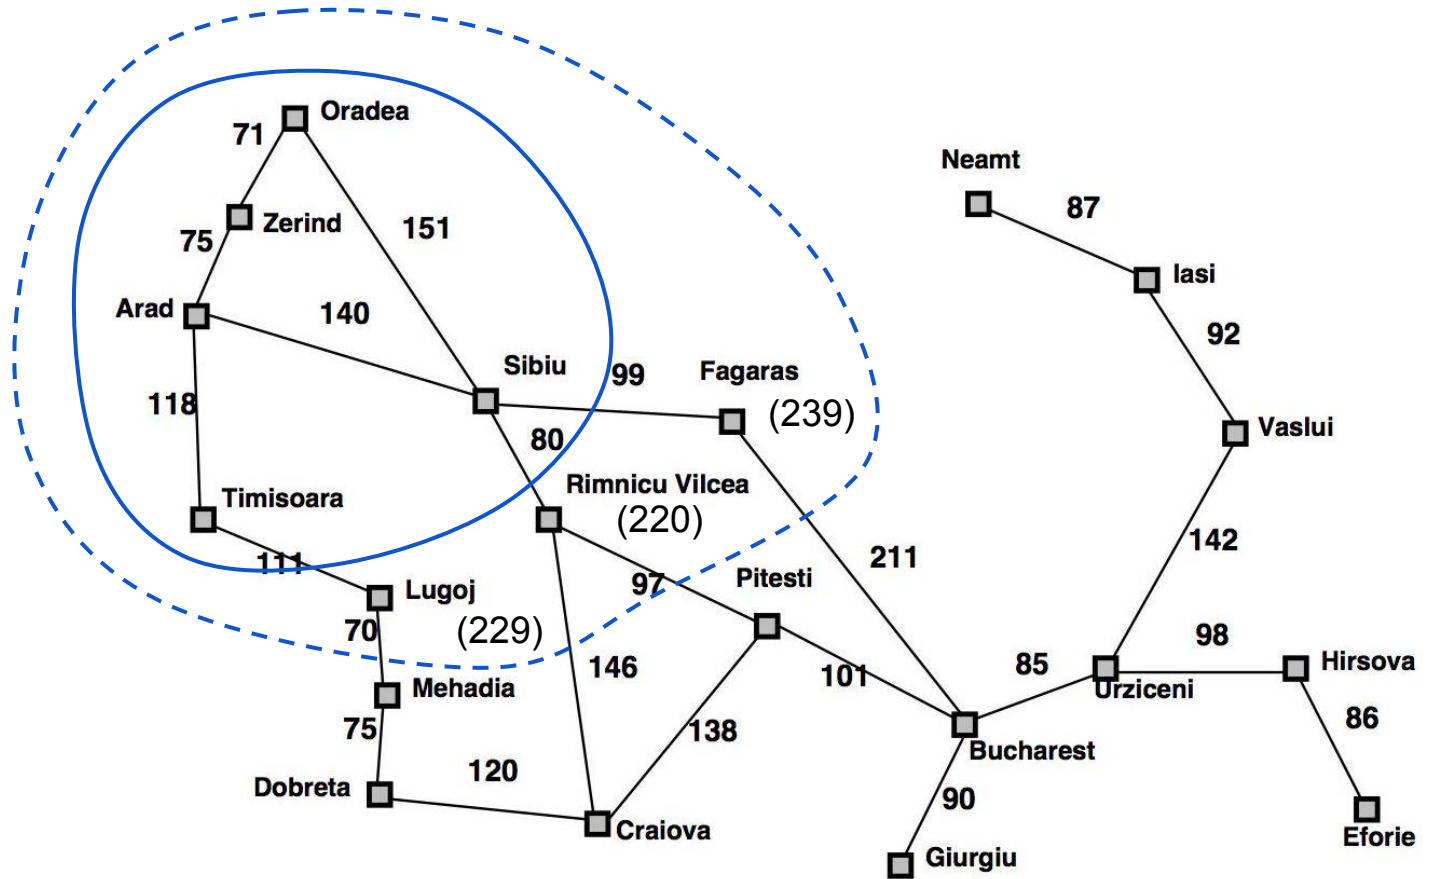 Oradea
71
Neamt
87
Zerind
151
75
Iasi
Arad
140
92
Sibiu
99
Fagaras
118
(239)
Vaslui
80
Rimnicu Vilcea
Timisoara
(220)
142
211
111
97
Pitesti
Lugoj
70
(229)
98
146
85
Hirsova
101
Urziceni
Mehadia
86
75
138
Bucharest
120
Dobreta
90
Craiova
Eforie
Giurgiu